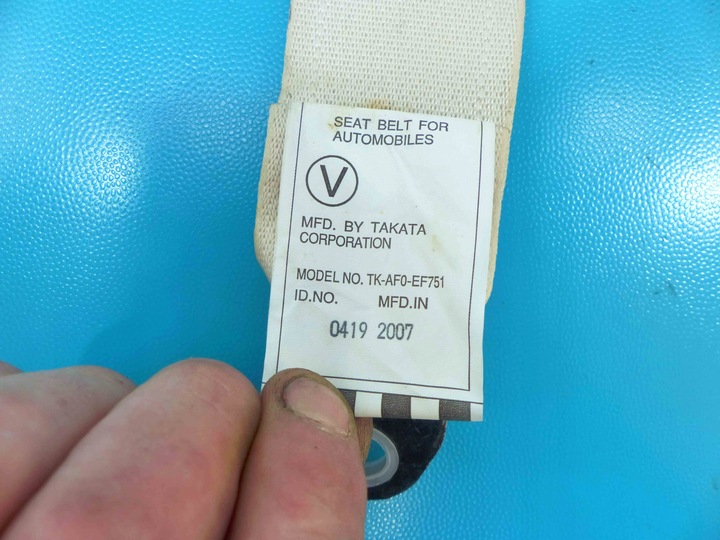 SEAT BELT FOR
AUTOMOBILES
V
MFD. BY TAKATA
CORPORATION
MODEL NO. TK-AF0-EF751
ID.NO. MFD.IN
0419 2007